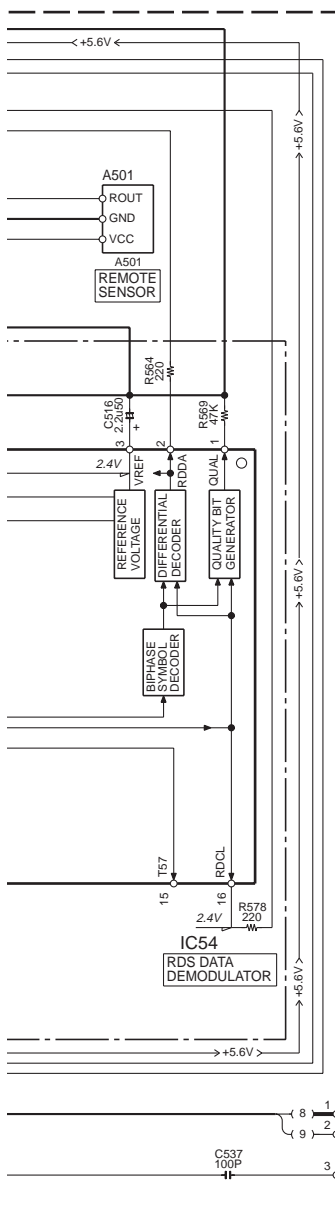 +5.6V
+5.6V
A501
ROUT
GND
VCC
A501
REMOTE
SENSOR
R564
220
C516
2.2u50
R569
47K
+
3
2
1
2.4V
VREF
RDDA
QUAL
REFERENCE
VOLTAGE
DIFFERENTIAL
DECODER
QUALITY BIT
GENERATOR
+5.6V
BIPHASE
SYMBOL
DECODER
T57
RDCL
15
16
R578
220
2.4V
IC54
RDS DATA
DEMODULATOR
+5.6V
+5.6V
8
1
9
2
C537
100P
3